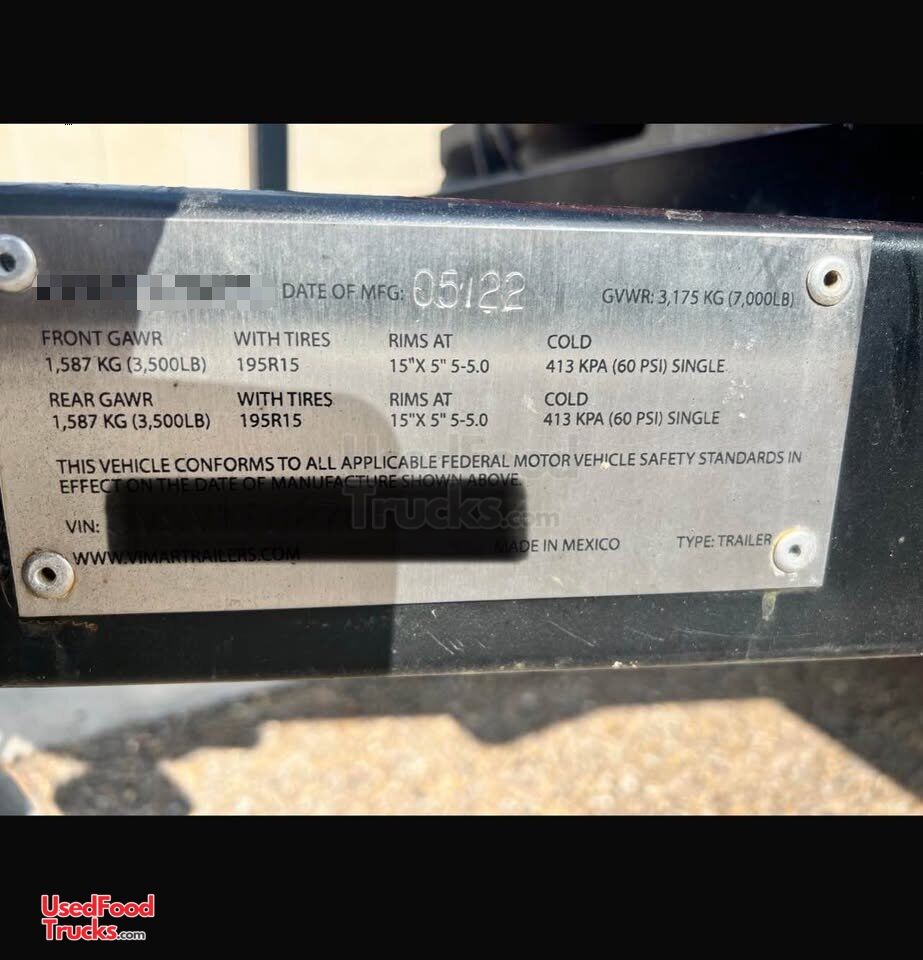 DATE OF MFG: 05/22 GVWR: 3,175 KG (7,000LB)
FRONT GAWR WITH TIRES RIMS AT COLD
1,587 KG (3,500LB) 195R15 15"X 5" 5-5.0 413 KPA (60 PSI) SINGLE
REAR GAWR WITH TIRES RIMS AT COLD
1,587 KG (3,500LB) 195R15 15"X 5" 5-5.0 413 KPA (60 PSI) SINGLE
THIS VEHICLE CONFORMS TO ALL APPLICABLE FEDERAL MOTOR VEHICLE SAFETY STANDARDS IN
EFFECT ON THE DATE OF MANUFACTURE SHOWN ABOVE.
UsedFood
Trucks.com
VIN:
WWW.VIMARTRAILERS.COM MADE IN MEXICO TYPE: TRAILER
UsedFood
Trucks.com